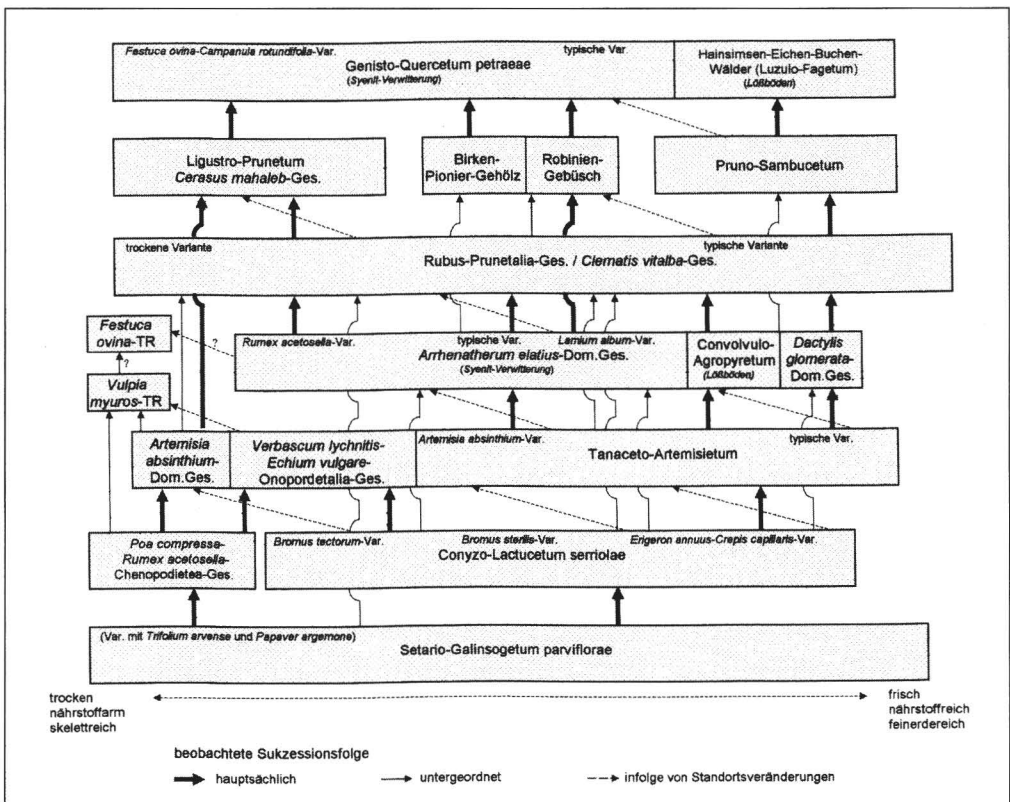 Festuca ovina-Campanula rotundifolia-Var.
typische Var.
Genisto-Quercetum petraeae
(Syenit-Verwitterung)
Hainsimsen-Eichen-Buchen-
Wälder (Luzulo-Fagetum)
(Lößböden)
Ligustro-Prunetum
Cerasus mahaleb-Ges.
Birken-
Pionier-Gehölz
Robinien-
Gebüsch
Pruno-Sambucetum
trockene Variante
typische Variante
Rubus-Prunetalia-Ges. / Clematis vitalba-Ges.
Festuca
ovina-TR
?
?
Vulpia
myuros-TR
Rumex acetosella-Var.
typische Var.
Lamium album-Var.
Arrhenatherum elatius-Dom.Ges.
(Syenit-Verwitterung)
Convolvulo-
Agropyretum
(Lößböden)
Dactylis
glomerata-
Dom.Ges.
Artemisia
absinthium-
Dom.Ges.
Verbascum lychnitis-
Echium vulgare-
Onopordetalia-Ges.
Artemisia absinthium-Var.
typische Var.
Tanaceto-Artemisietum
Poa compressa-
Rumex acetosella-
Chenopodietea-Ges.
Bromus tectorum-Var.
Bromus sterilis-Var.
Erigeron annuus-Crepis capillaris-Var.
Conyzo-Lactucetum serriolae
(Var. mit Trifolium arvense und Papaver argemone)
Setario-Galinsogetum parviflorae
trocken
nährstoffarm
skelettreich
frisch
nährstoffreich
feinerdereich
beobachtete Sukzessionsfolge
hauptsächlich
untergeordnet
infolge von Standortsveränderungen